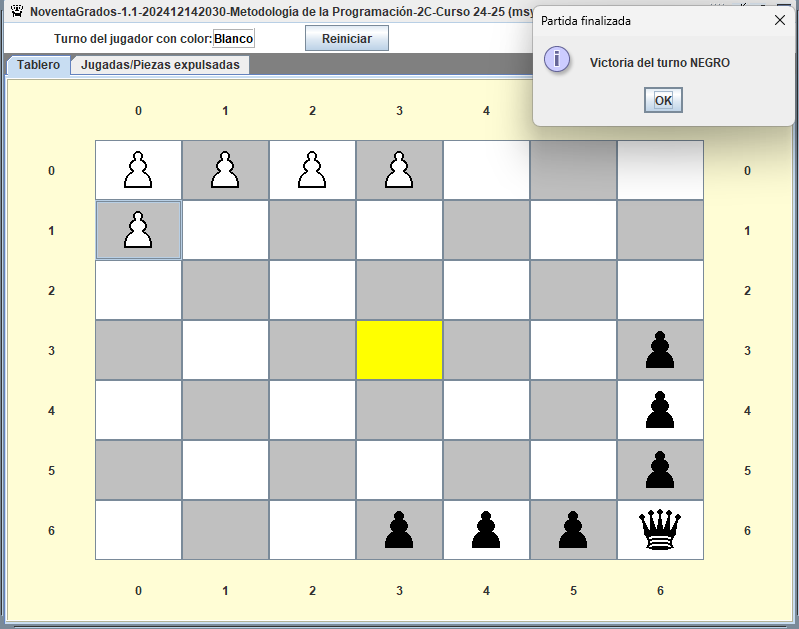 NoventaGrados-1.1-202412142030-Metodología de la Programación-2C-Curso 24-25 (msy
Partida finalizada
Turno del jugador con color: Blanco
Reiniciar
Victoria del turno NEGRO
OK
Tablero
Jugadas/Piezas expulsadas
0 1 2 3 4
0 0
1 1
2 2
3 3
4 4
5 5
6 6
0 1 2 3 4 5 6